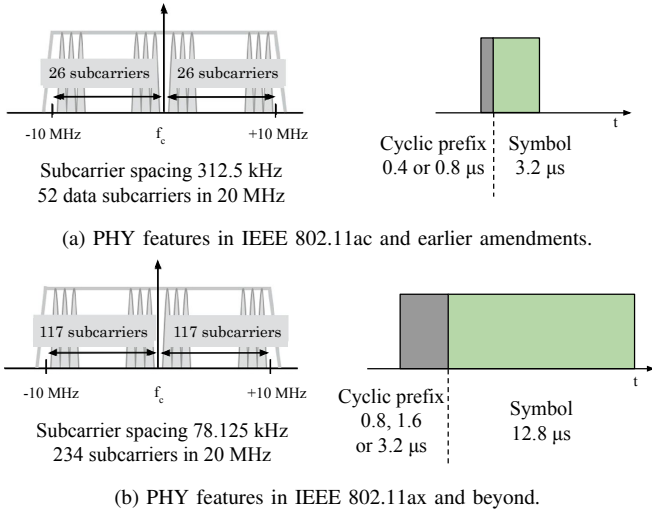 26 subcarriers 26 subcarriers
-10 MHz fc +10 MHz
Subcarrier spacing 312.5 kHz
52 data subcarriers in 20 MHz
t
Cyclic prefix
0.4 or 0.8 μs
Symbol
3.2 μs
(a) PHY features in IEEE 802.11ac and earlier amendments.
117 subcarriers 117 subcarriers
-10 MHz fc +10 MHz
Subcarrier spacing 78.125 kHz
234 subcarriers in 20 MHz
t
Cyclic prefix
0.8, 1.6
or 3.2 μs
Symbol
12.8 μs
(b) PHY features in IEEE 802.11ax and beyond.